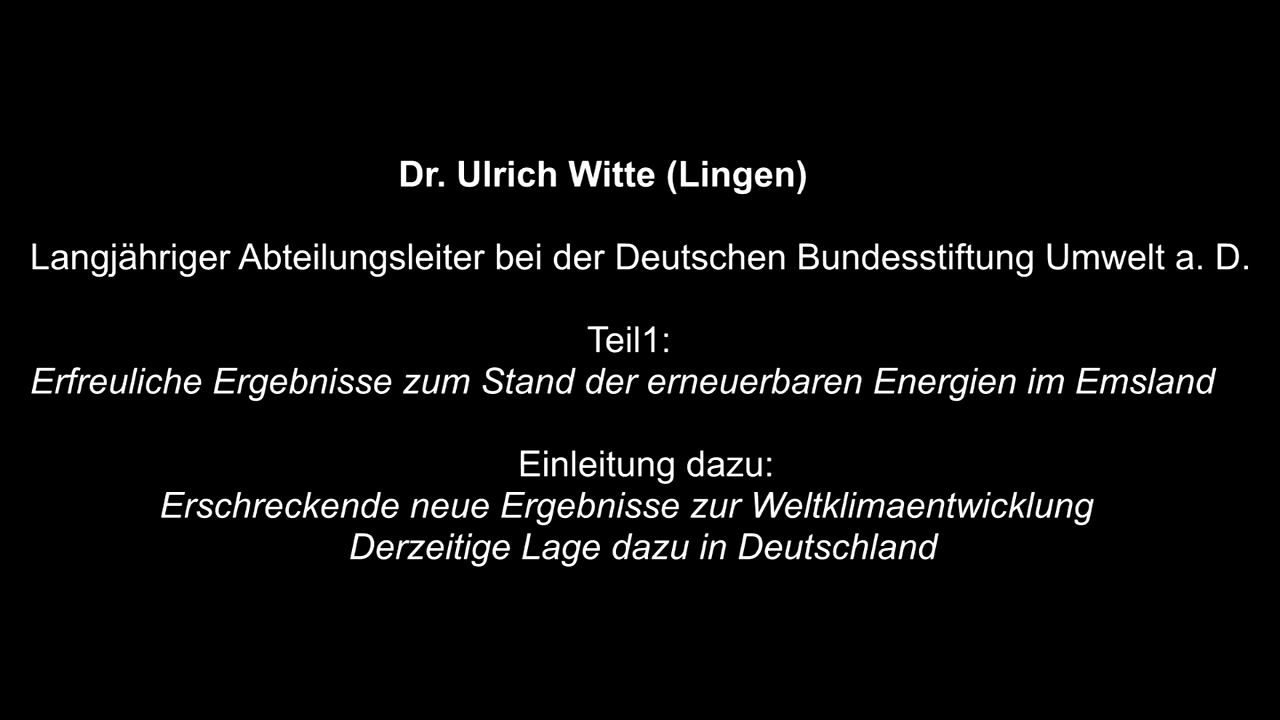 Dr. Ulrich Witte (Lingen)
Langjähriger Abteilungsleiter bei der Deutschen Bundesstiftung Umwelt a. D.
Teil1:
Erfreuliche Ergebnisse zum Stand der erneuerbaren Energien im Emsland
Einleitung dazu:
Erschreckende neue Ergebnisse zur Weltklimaentwicklung
Derzeitige Lage dazu in Deutschland